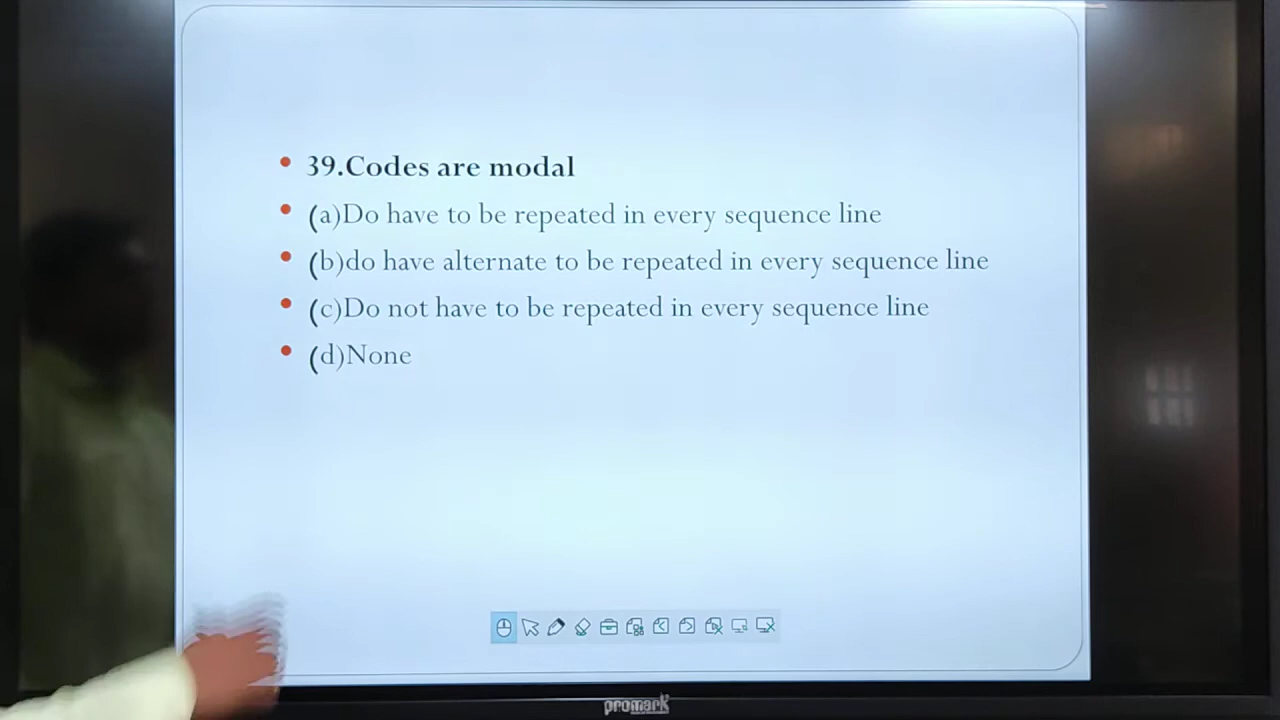 39.Codes are modal
(a)Do have to be repeated in every sequence line
(b)do have alternate to be repeated in every sequence line
(c)Do not have to be repeated in every sequence line
(d)None
promark